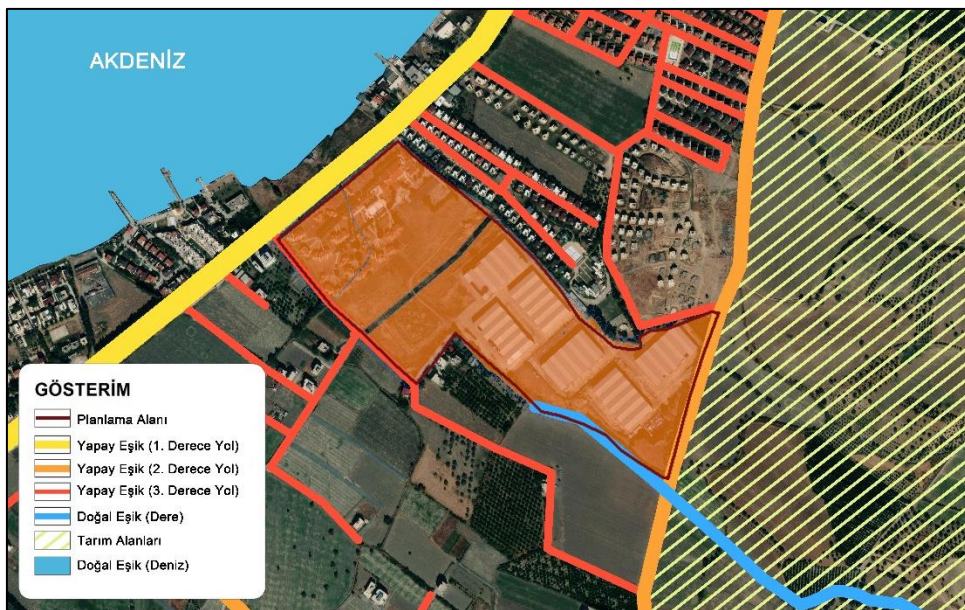 AKDENİZ
GÖSTERİM
Planlama Alanı
Yapay Eşik (1. Derece Yol)
Yapay Eşik (2. Derece Yol)
Yapay Eşik (3. Derece Yol)
Doğal Eşik (Dere)
Tarım Alanları
Doğal Eşik (Deniz)